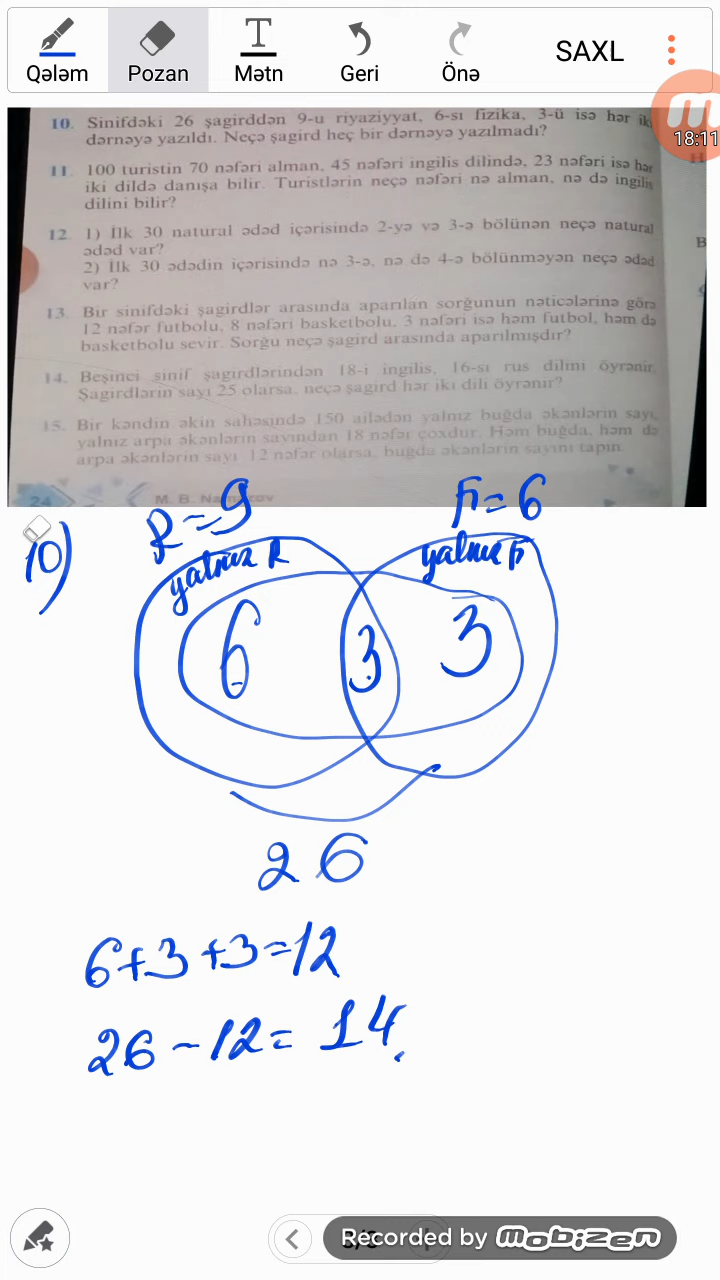 Qələm Pozan Mətn Geri Önə SAXL
18:11
10. Sinifdəki 26 şagirddən 9-u riyaziyyat, 6-sı fizika, 3-ü isə hər iki
dərnəyə yazıldı. Neçə şagird heç bir dərnəyə yazılmadı?
11. 100 turistin 70 nəfəri alman, 45 nəfəri ingilis dilində, 23 nəfəri isə hər
iki dildə danışa bilir. Turistlərin neçə nəfəri nə alman, nə də ingilis
dilini bilir?
12. 1) İlk 30 natural ədəd içərisində 2-yə və 3-ə bölünən neçə natural
ədəd var?
B
2) İlk 30 ədədin içərisində nə 3-ə, nə də 4-ə bölünməyən neçə ədəd
var?
13. Bir sinifdəki şagirdlər arasında aparılan sorğunun nəticələrinə görə
12 nəfər futbolu, 8 nəfəri basketbolu, 3 nəfəri isə həm futbol, həm də
basketbolu sevir. Sorğu neçə şagird arasında aparılmışdır?
14. Beşinci sinif şagirdlərindən 18-i ingilis, 16-sı rus dilini öyrənir.
Şagirdlərin sayı 25 olarsa, neçə şagird hər iki dili öyrənir?
15. Bir kəndin əkin sahəsində 150 ailədən yalnız buğda əkənlərin sayı,
yalnız arpa əkənlərin sayından 18 nəfər çoxdur. Həm buğda, həm də
arpa əkənlərin sayı 12 nəfər olarsa, buğda əkənlərin sayını tapın.
24 M. B.
10) R=9 F=6
yalnız R yalnız F
6 3 3
26
6+3+3=12
26-12=14.
Recorded by MOBIZEN